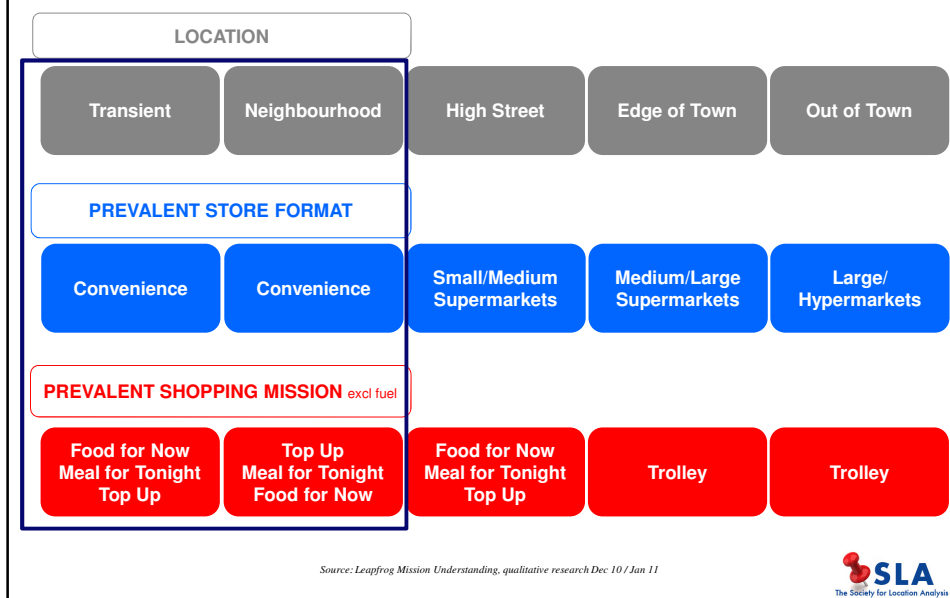 LOCATION
Transient
Neighbourhood
High Street
Edge of Town
Out of Town
PREVALENT STORE FORMAT
Convenience
Convenience
Small/Medium
Supermarkets
Medium/Large
Supermarkets
Large/
Hypermarkets
PREVALENT SHOPPING MISSION excl fuel
Food for Now
Meal for Tonight
Top Up
Top Up
Meal for Tonight
Food for Now
Food for Now
Meal for Tonight
Top Up
Trolley
Trolley
Source: Leapfrog Mission Understanding, qualitative research Dec 10 / Jan 11
SLA
The Society for Location Analysis